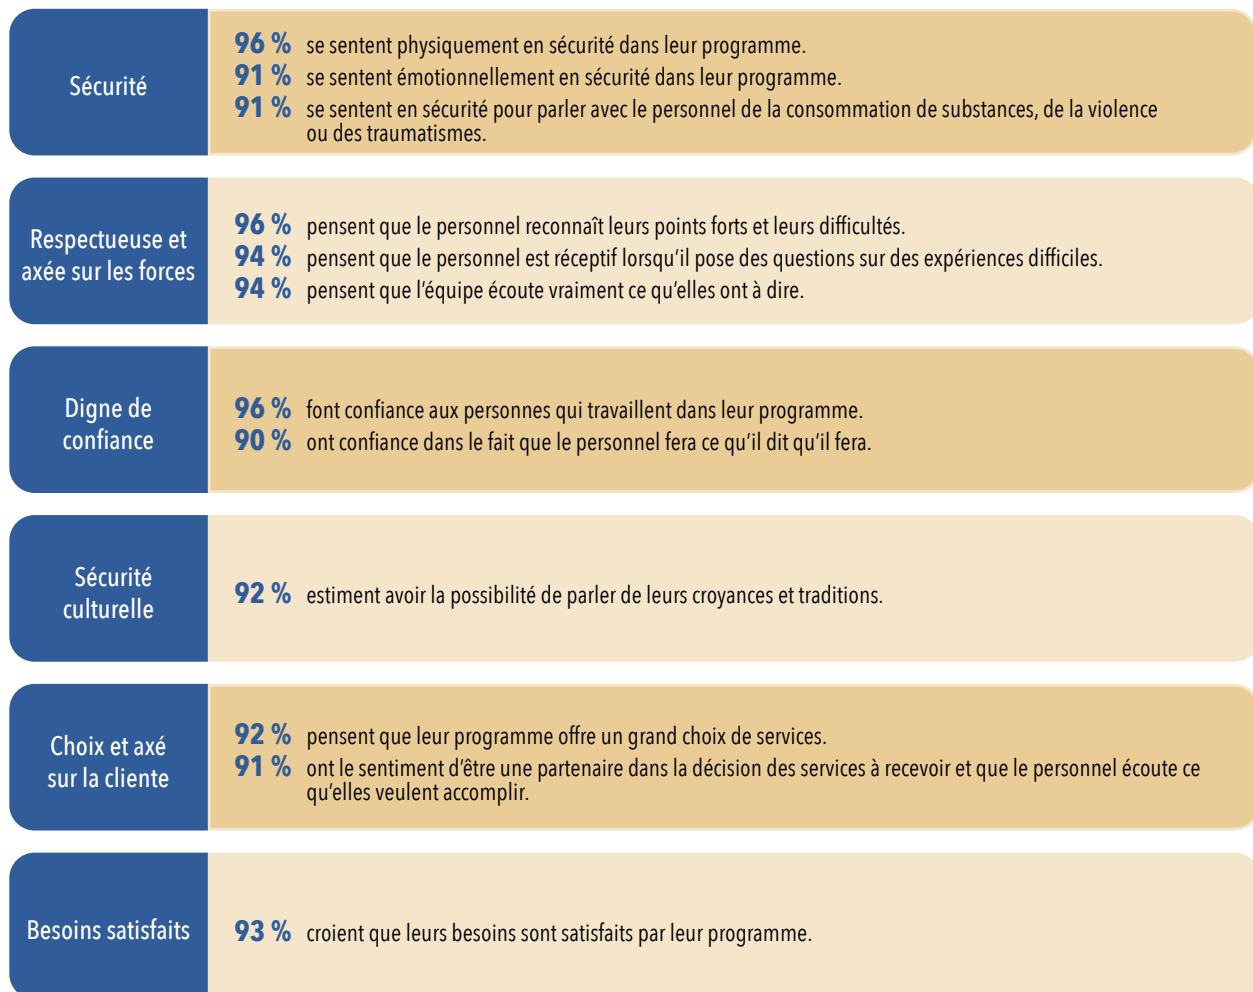 Sécurité
96 % se sentent physiquement en sécurité dans leur programme.
91 % se sentent émotionnellement en sécurité dans leur programme.
91 % se sentent en sécurité pour parler avec le personnel de la consommation de substances, de la violence
ou des traumatismes.
Respectueuse et
axée sur les forces
96 % pensent que le personnel reconnaît leurs points forts et leurs difficultés.
94 % pensent que le personnel est réceptif lorsqu'il pose des questions sur des expériences difficiles.
94 % pensent que l'équipe écoute vraiment ce qu'elles ont à dire.
Digne de
confiance
96 % font confiance aux personnes qui travaillent dans leur programme.
90 % ont confiance dans le fait que le personnel fera ce qu'il dit qu'il fera.
Sécurité
culturelle
92 % estiment avoir la possibilité de parler de leurs croyances et traditions.
Choix et axé
sur la cliente
92 % pensent que leur programme offre un grand choix de services.
91 % ont le sentiment d'être une partenaire dans la décision des services à recevoir et que le personnel écoute ce
qu'elles veulent accomplir.
Besoins satisfaits
93 % croient que leurs besoins sont satisfaits par leur programme.